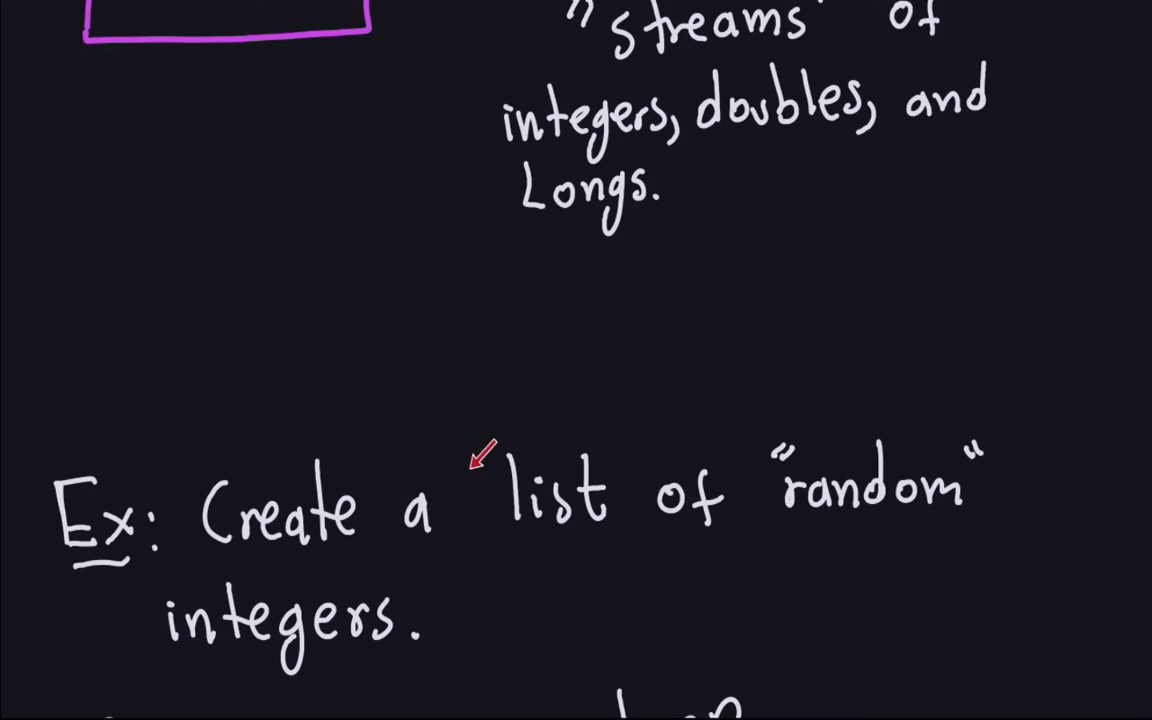 "streams" of
integers, doubles, and
Longs.
Ex: Create a list of "random"
integers.